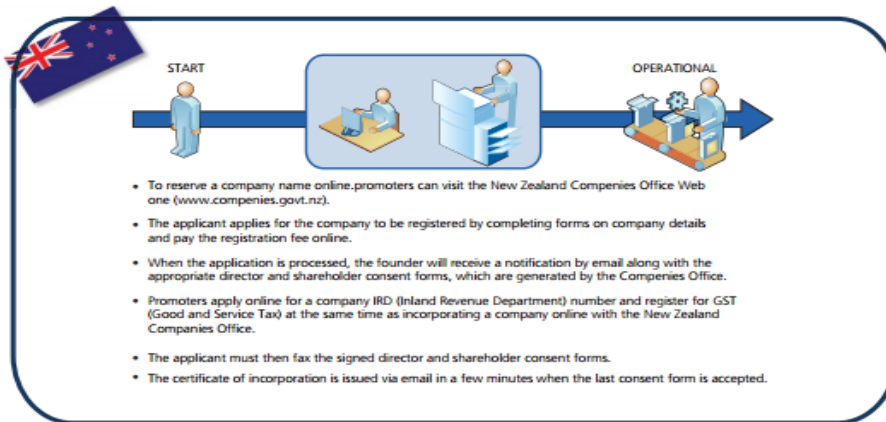 START
OPERATIONAL
• To reserve a company name online.promoters can visit the New Zealand Compenies Office Web
one (www.compenies.govt.nz).
• The applicant applies for the company to be registered by completing forms on company details
and pay the registration fee online.
• When the application is processed, the founder will receive a notification by email along with the
appropriate director and shareholder consent forms, which are generated by the Compenies Office.
• Promoters apply online for a company IRD (Inland Revenue Department) number and register for GST
(Good and Service Tax) at the same time as incorporating a company online with the New Zealand
Companies Office.
• The applicant must then fax the signed director and shareholder consent forms.
• The certificate of incorporation is issued via email in a few minutes when the last consent form is accepted.